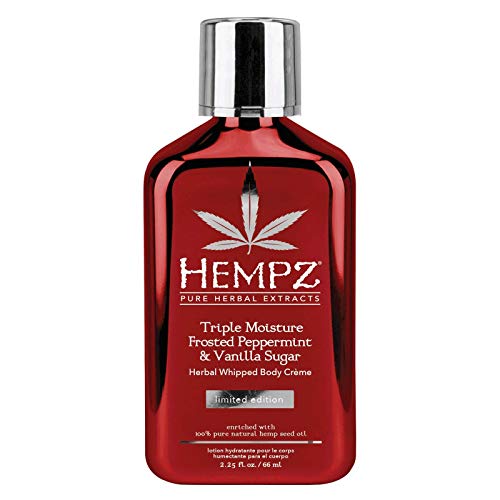 HEMPZ®
PURE HERBAL EXTRACTS
Triple Moisture
Frosted Peppermint
& Vanilla Sugar
Herbal Whipped Body Crème
limited edition
enriched with
100% pure natural hemp seed oil
lotion hydratante pour le corps
humectante para el cuerpo
2.25 fl. oz. / 66 ml